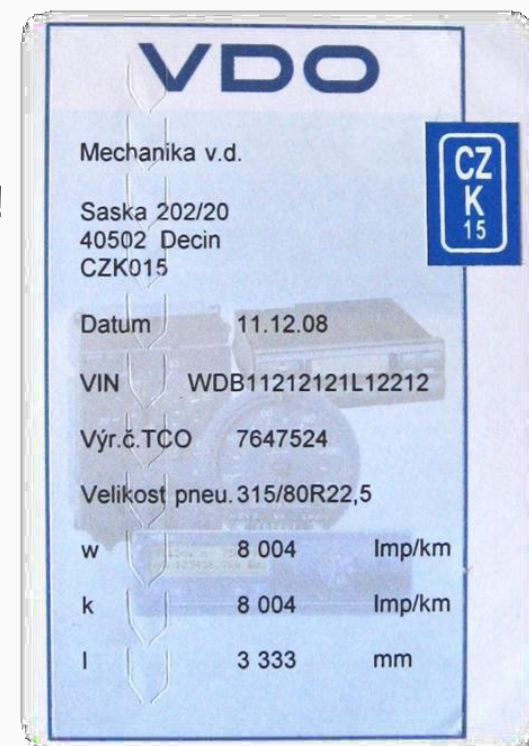 VDO
Mechanika v.d.
CZ
K
15
Saska 202/20
40502 Decin
CZK015
Datum 11.12.08
VIN WDB11212121L12212
Výr.č.TCO 7647524
Velikost pneu. 315/80R22,5
w 8 004 Imp/km
k 8 004 Imp/km
l 3 333 mm
!